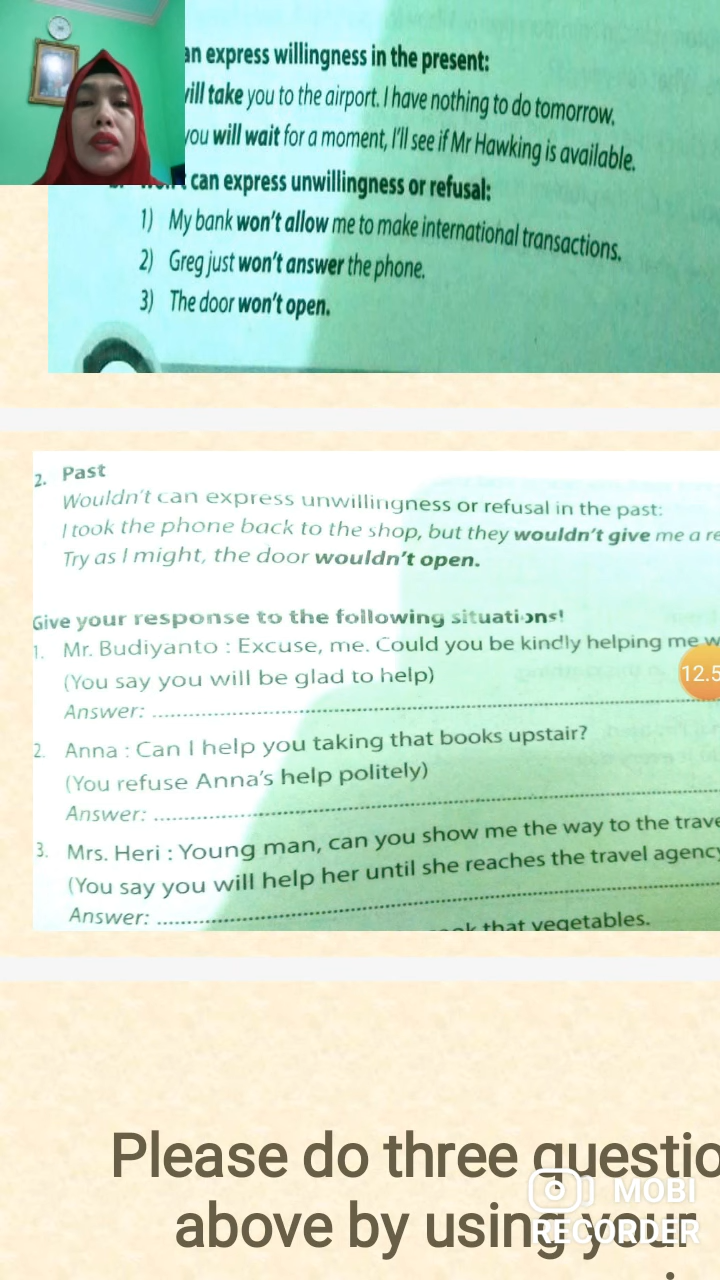 an express willingness in the present:
will take you to the airport. I have nothing to do tomorrow.
you will wait for a moment, I'll see if Mr Hawking is available.
can express unwillingness or refusal:
1) My bank won't allow me to make international transactions.
2) Greg just won't answer the phone.
3) The door won't open.
2. Past
Wouldn't can express unwillingness or refusal in the past:
I took the phone back to the shop, but they wouldn't give me a re
Try as I might, the door wouldn't open.
Give your response to the following situations!
1. Mr. Budiyanto : Excuse, me. Could you be kindly helping me w
(You say you will be glad to help)
12.5
Answer: ........................
2. Anna : Can I help you taking that books upstair?
(You refuse Anna's help politely)
Answer: ........................
3. Mrs. Heri : Young man, can you show me the way to the trave
(You say you will help her until she reaches the travel agency
Answer: ........................
that vegetables.
Please do three questio
above by using your
MOBI
RECORDER